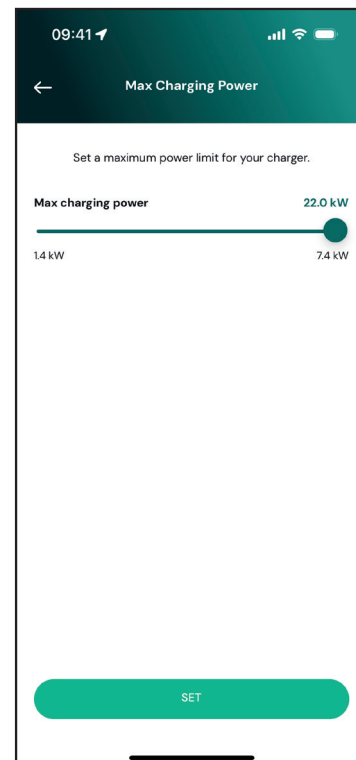 09:41
Max Charging Power
Set a maximum power limit for your charger.
Max charging power 22.0 kW
1.4 kW 7.4 kW
SET